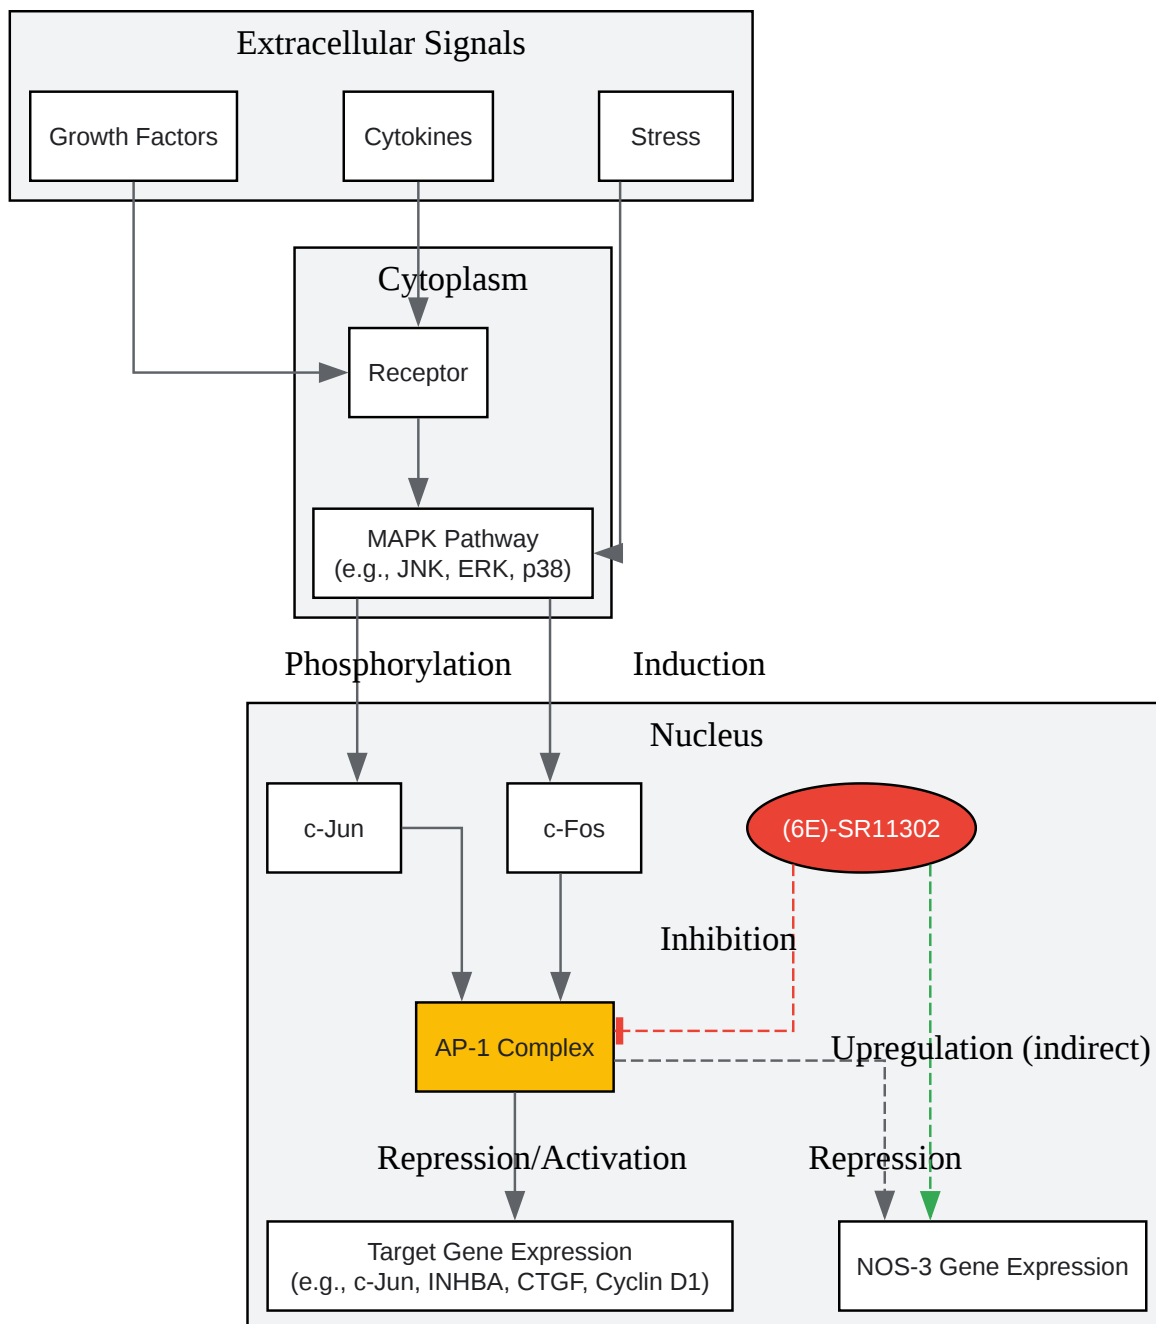 Extracellular Signals
Growth Factors
Cytokines
Stress
Cytoplasm
Receptor
MAPK Pathway
(e.g., JNK, ERK, p38)
Phosphorylation
Induction
Nucleus
c-Jun
c-Fos
(6E)-SR11302
Inhibition
AP-1 Complex
Upregulation (indirect)
Repression/Activation
Repression
Target Gene Expression
(e.g., c-Jun, INHBA, CTGF, Cyclin D1)
NOS-3 Gene Expression